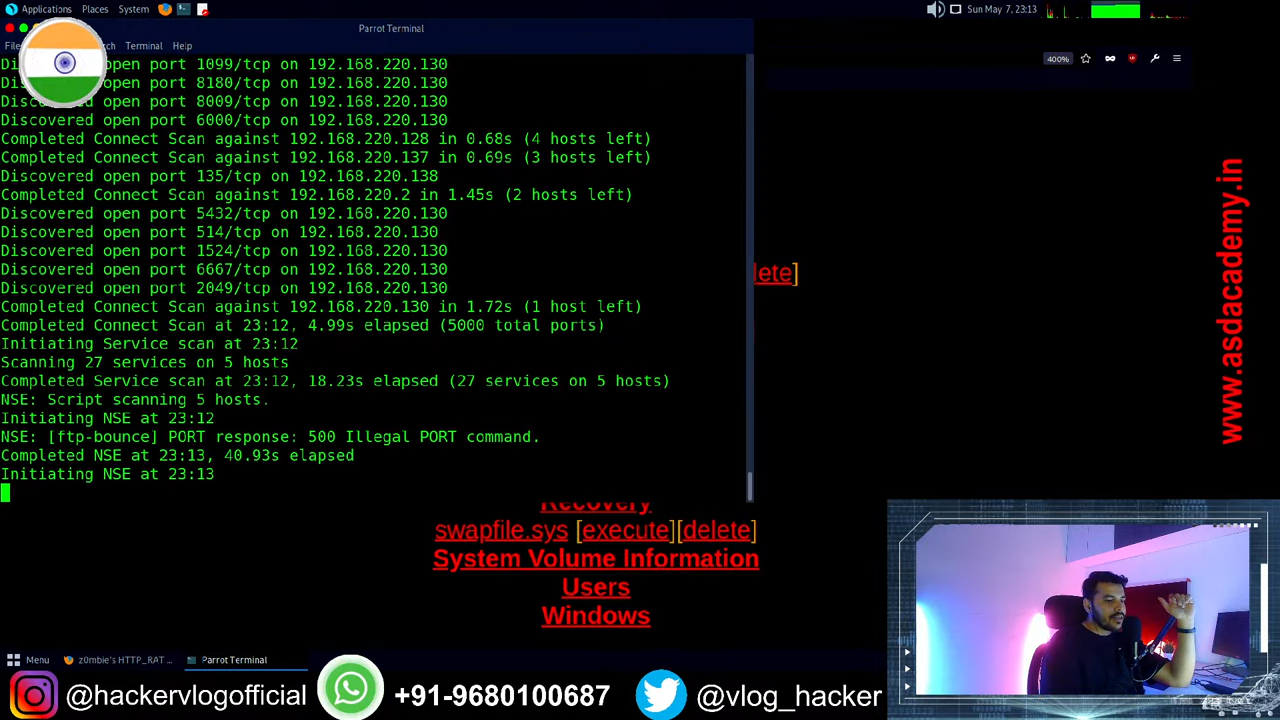 Applications Places System
Sun May 7, 23:13
Parrot Terminal
Terminal Help
open port 1099/tcp on 192.168.220.130
open port 8180/tcp on 192.168.220.130
open port 8009/tcp on 192.168.220.130
Discovered open port 6000/tcp on 192.168.220.130
Completed Connect Scan against 192.168.220.128 in 0.68s (4 hosts left)
Completed Connect Scan against 192.168.220.137 in 0.69s (3 hosts left)
Discovered open port 135/tcp on 192.168.220.138
Completed Connect Scan against 192.168.220.2 in 1.45s (2 hosts left)
Discovered open port 5432/tcp on 192.168.220.130
Discovered open port 514/tcp on 192.168.220.130
Discovered open port 1524/tcp on 192.168.220.130
Discovered open port 6667/tcp on 192.168.220.130
Discovered open port 2049/tcp on 192.168.220.130
Completed Connect Scan against 192.168.220.130 in 1.72s (1 host left)
Completed Connect Scan at 23:12, 4.99s elapsed (5000 total ports)
Initiating Service scan at 23:12
Scanning 27 services on 5 hosts
Completed Service scan at 23:12, 18.23s elapsed (27 services on 5 hosts)
NSE: Script scanning 5 hosts.
Initiating NSE at 23:12
NSE: [ftp-bounce] PORT response: 500 Illegal PORT command.
Completed NSE at 23:13, 40.93s elapsed
Initiating NSE at 23:13
400%
lete]
www.asdacademy.in
Recovery
swapfile.sys [execute][delete]
System Volume Information
Users
Windows
Menu z0mbie's HTTP_RAT ... Parrot Terminal
@hackervlogofficial +91-9680100687 @vlog_hacker